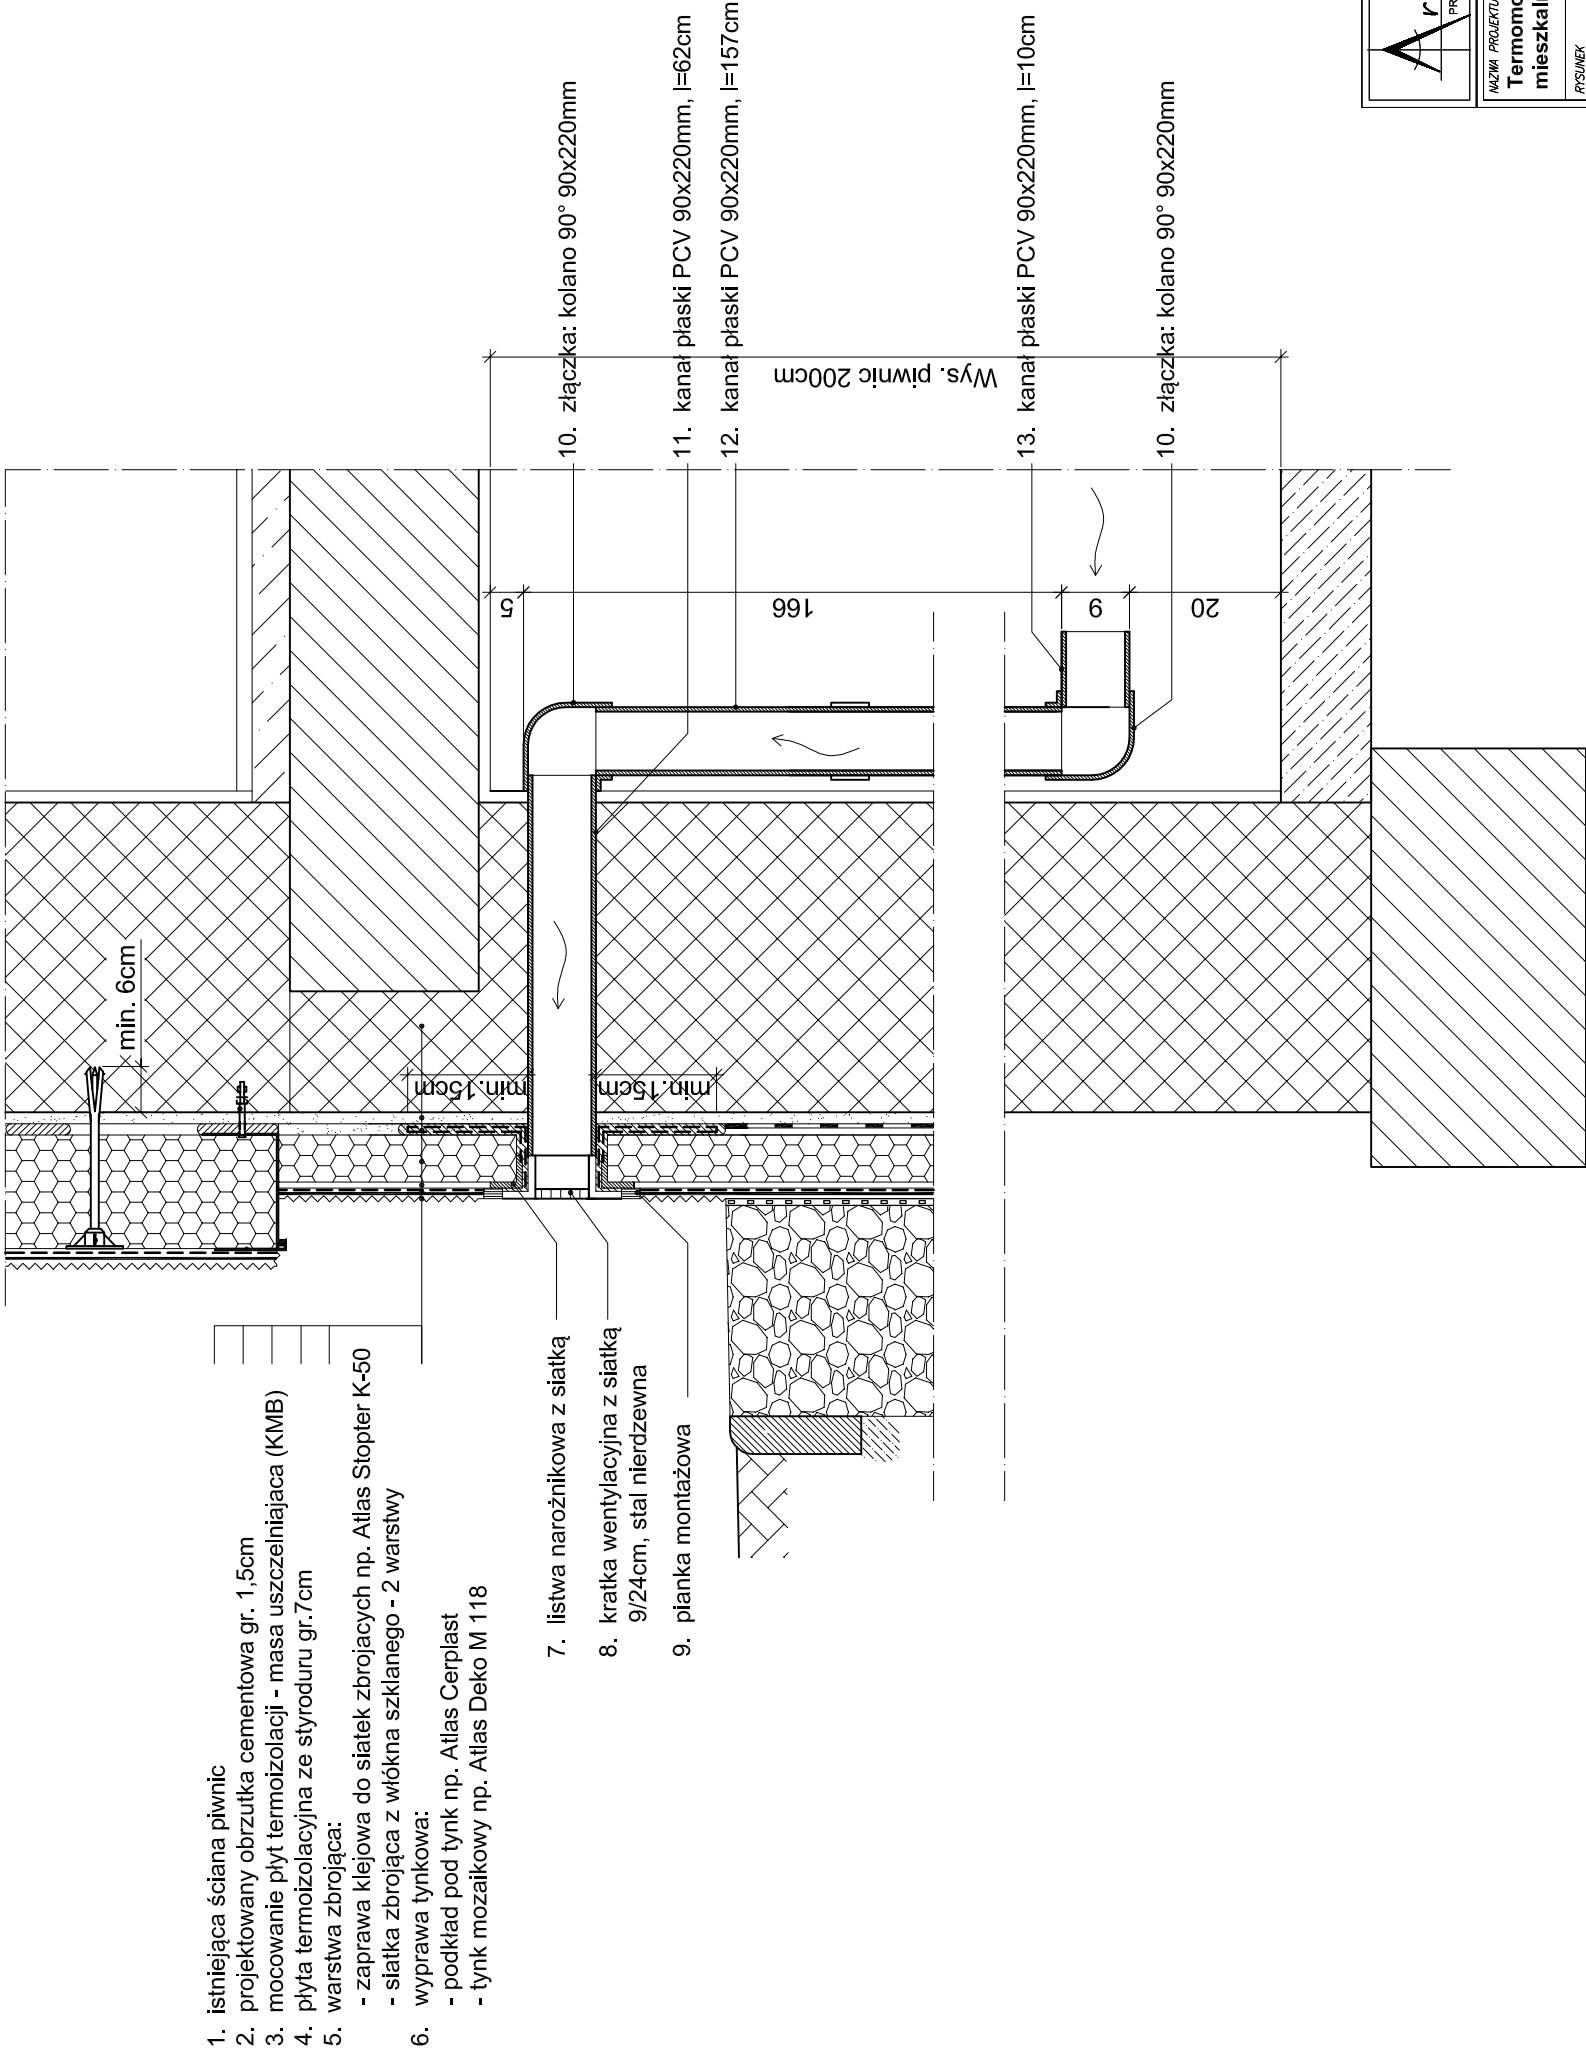 1. istniejąca ściana piwnic
2. projektowany obrzutka cementowa gr. 1,5cm
3. mocowanie płyt termoizolacji - masa uszczelniajaca (KMB)
4. płyta termoizolacyjna ze styroduru gr.7cm
5. warstwa zbrojąca:
- zaprawa klejowa do siatek zbrojacych np. Atlas Stopter K-50
- siatka zbrojąca z włókna szklanego - 2 warstwy
6. wyprawa tynkowa:
- podkład pod tynk np. Atlas Cerplast
- tynk mozaikowy np. Atlas Deko M 118
7. listwa narożnikowa z siatką
8. kratka wentylacyjna z siatką
9/24cm, stal nierdzewna
9. pianka montażowa
min. 6cm
min.15cm
min.15cm
5
166
9
20
Wys. piwnic 200cm
10. złączka: kolano 90° 90x220mm
11. kanał płaski PCV 90x220mm, l=62cm
12. kanał płaski PCV 90x220mm, l=157cm
13. kanał płaski PCV 90x220mm, l=10cm
10. złączka: kolano 90° 90x220mm
Ar
PR
NAZWA PROJEKTU
Termomo
mieszkal
RYSUNEK